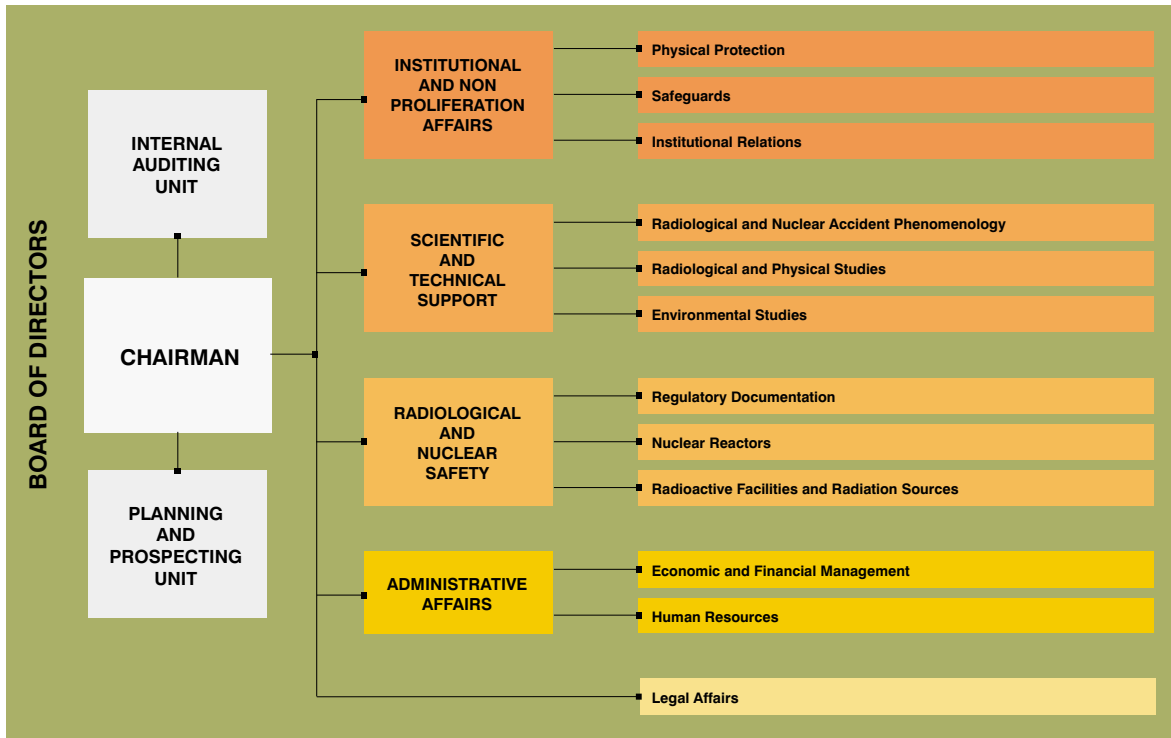 BOARD OF DIRECTORS
INTERNAL
AUDITING
UNIT
CHAIRMAN
PLANNING
AND
PROSPECTING
UNIT
INSTITUTIONAL
AND NON
PROLIFERATION
AFFAIRS
Physical Protection
Safeguards
Institutional Relations
SCIENTIFIC
AND
TECHNICAL
SUPPORT
Radiological and Nuclear Accident Phenomenology
Radiological and Physical Studies
Environmental Studies
RADIOLOGICAL
AND
NUCLEAR
SAFETY
Regulatory Documentation
Nuclear Reactors
Radioactive Facilities and Radiation Sources
ADMINISTRATIVE
AFFAIRS
Economic and Financial Management
Human Resources
Legal Affairs